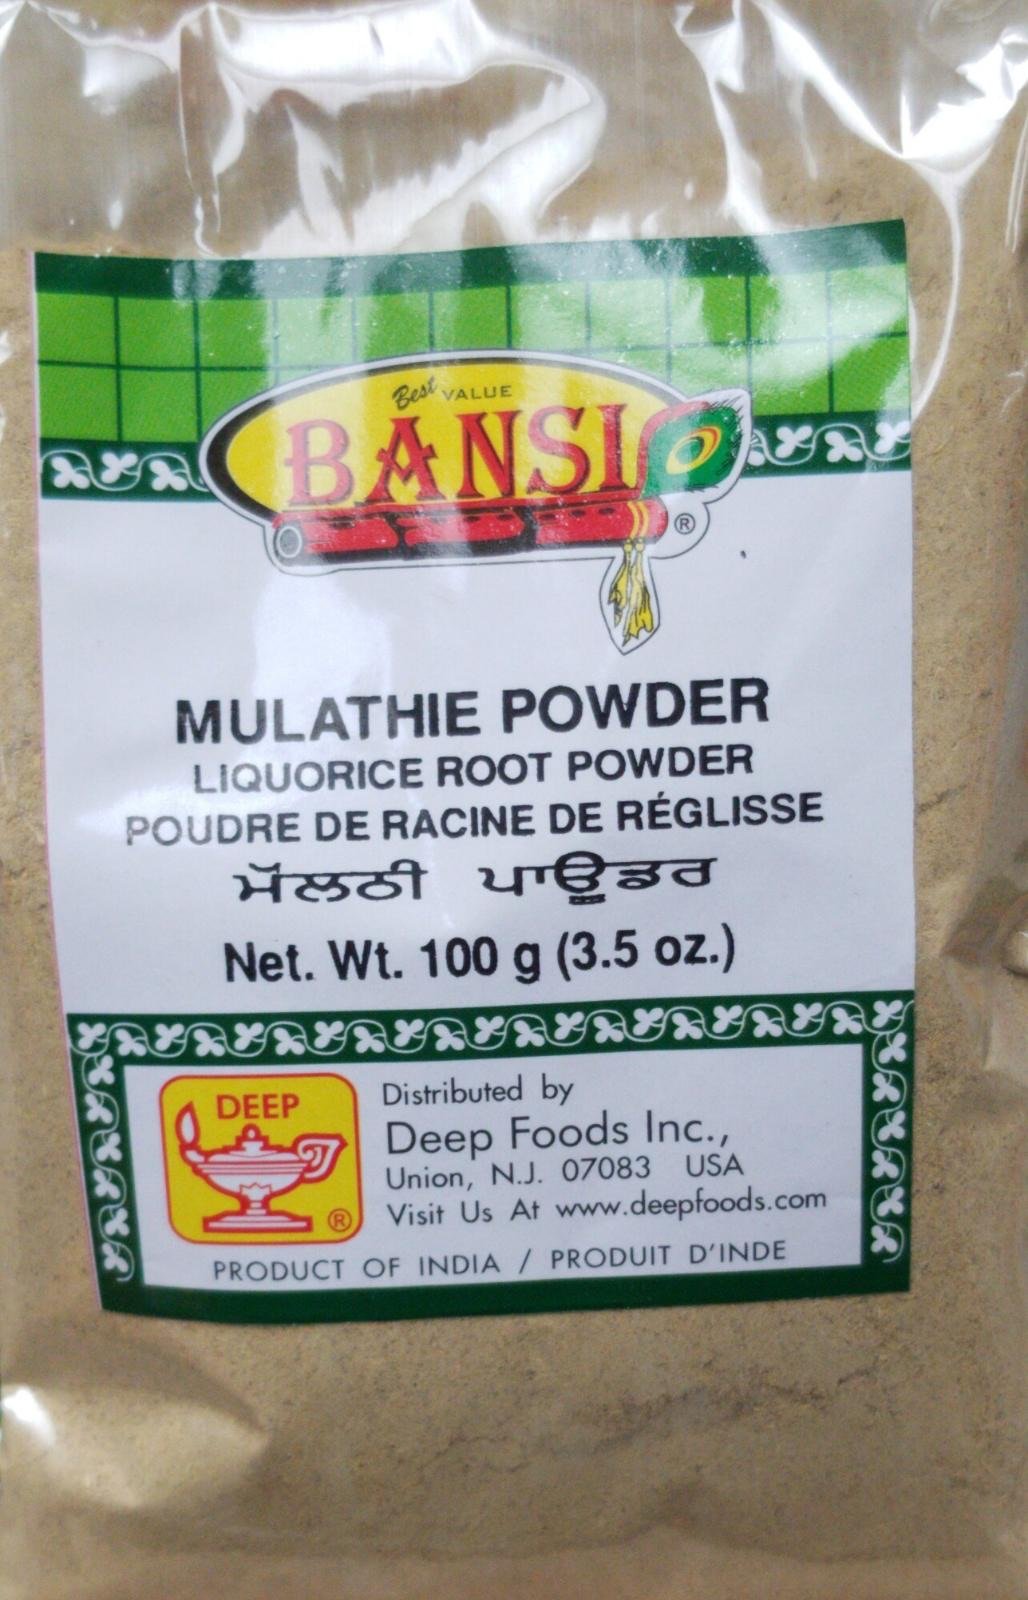 Best VALUE
BANSI
®
MULATHIE POWDER
LIQUORICE ROOT POWDER
POUDRE DE RACINE DE RÉGLISSE
ਮੱੋਲਠੀ ਪਾਊਡਰ
Net. Wt. 100 g (3.5 oz.)
DEEP
®
Distributed by
Deep Foods Inc.,
Union, N.J. 07083 USA
Visit Us At www.deepfoods.com
PRODUCT OF INDIA / PRODUIT D'INDE